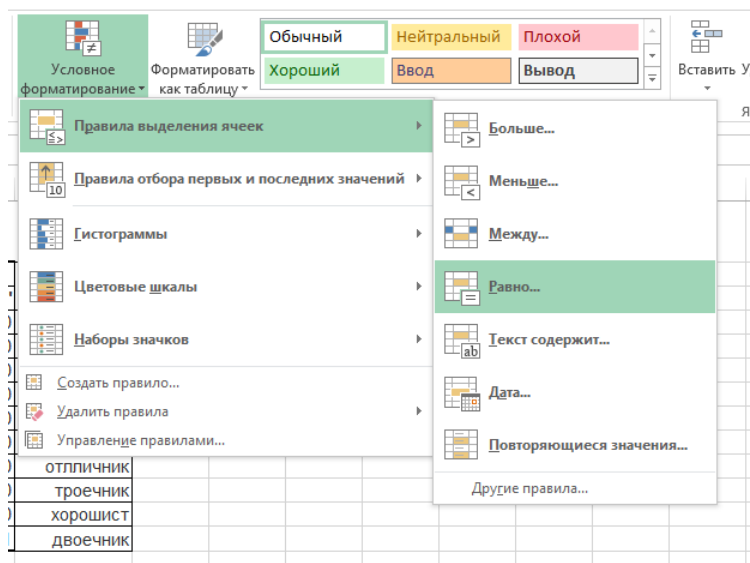 Условное форматирование
Форматировать как таблицу
Обычный
Нейтральный
Плохой
Хороший
Ввод
Вывод
Вставить
У
Я
Правила выделения ячеек
Правила отбора первых и последних значений
Гистограммы
Цветовые шкалы
Наборы значков
Создать правило...
Удалить правила
Управление правилами...
Больше...
Меньше...
Между...
Равно...
Текст содержит...
Дата...
Повторяющиеся значения...
Другие правила...
отпличник
троечник
хорошист
двоечник